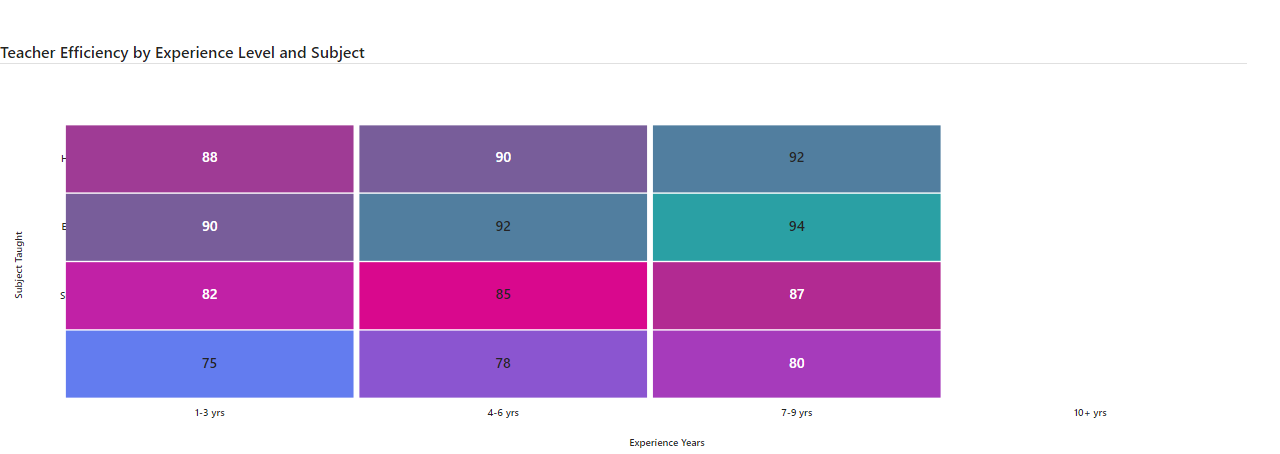 Teacher Efficiency by Experience Level and Subject
88 90 92
90 92 94
Subject Taught
82 85 87
75 78 80
1-3 yrs 4-6 yrs 7-9 yrs 10+ yrs
Experience Years